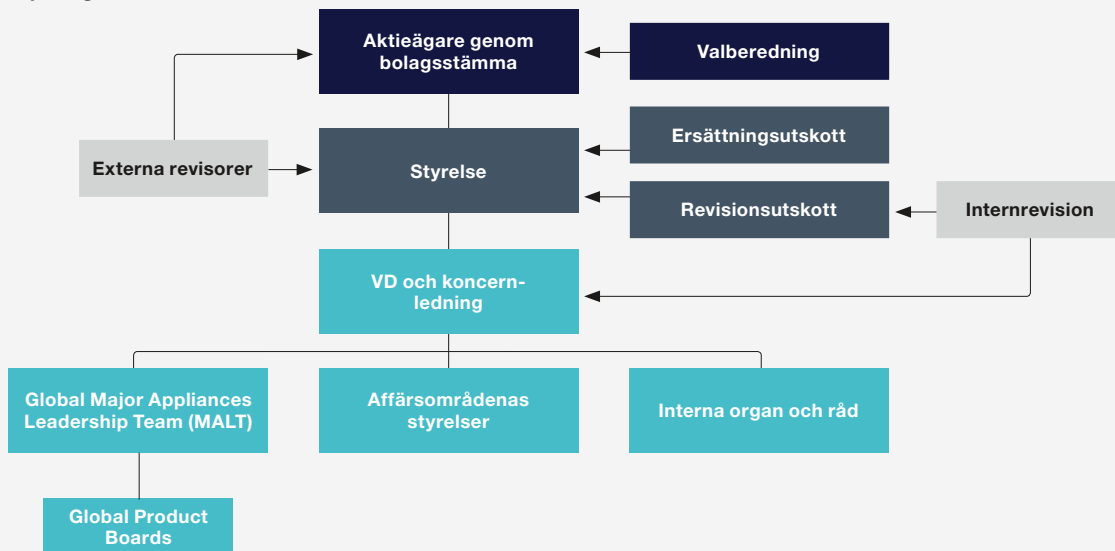 Aktieägare genom
bolagsstämma
Valberedning
Ersättningsutskott
Externa revisorer
Styrelse
Revisionsutskott
Internrevision
VD och koncern-
ledning
Global Major Appliances
Leadership Team (MALT)
Affärsområdenas
styrelser
Interna organ och råd
Global Product
Boards